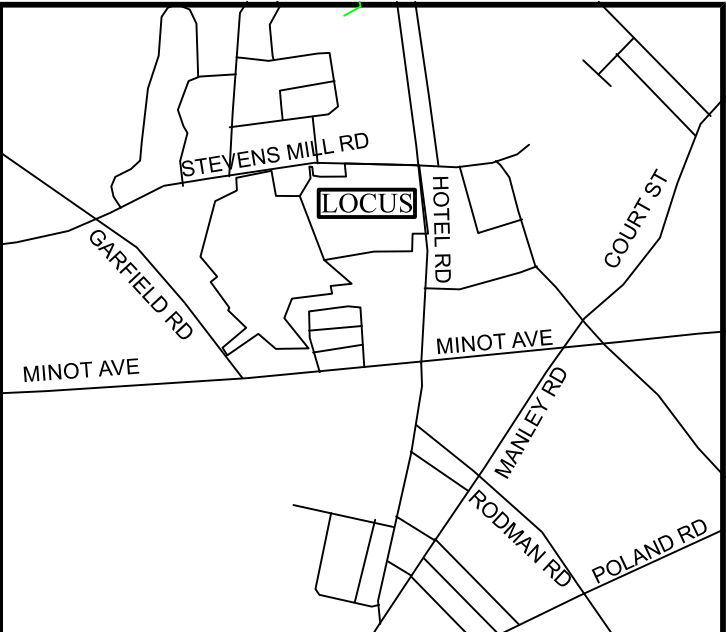 STEVENS MILL RD
LOCUS
HOTEL RD
COURT ST
GARFIELD RD
MINOT AVE
MINOT AVE
MANLEY RD
RODMAN RD
POLAND RD